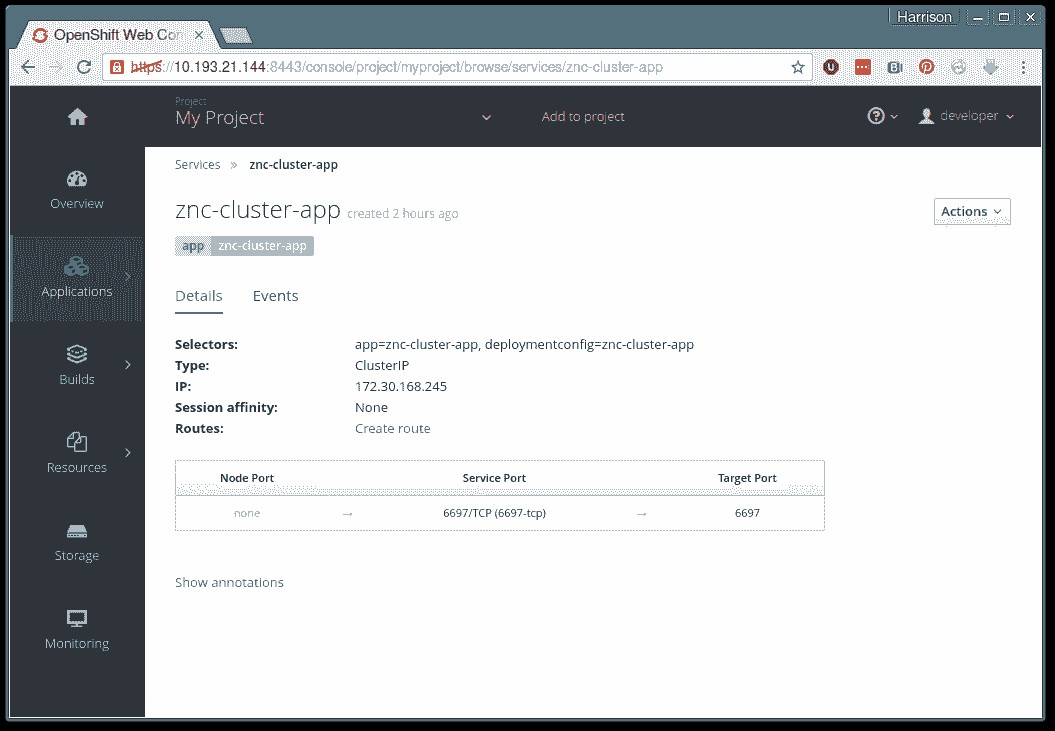 Harrison
OpenShift Web Con
https://10.193.21.144:8443/console/project/myproject/browse/services/znc-cluster-app
Project
My Project
Add to project
developer
Overview
Applications
Builds
Resources
Storage
Monitoring
Services » znc-cluster-app
znc-cluster-app created 2 hours ago
Actions
app znc-cluster-app
Details Events
Selectors: app=znc-cluster-app, deploymentconfig=znc-cluster-app
Type: ClusterIP
IP: 172.30.168.245
Session affinity: None
Routes: Create route
Node Port Service Port Target Port
none → 6697/TCP (6697-tcp) → 6697
Show annotations